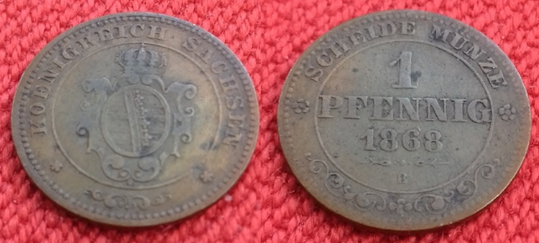 KOENIGREICH SACHSEN
SCHEIDE MÜNZE
1
PFENNIG
1868
B